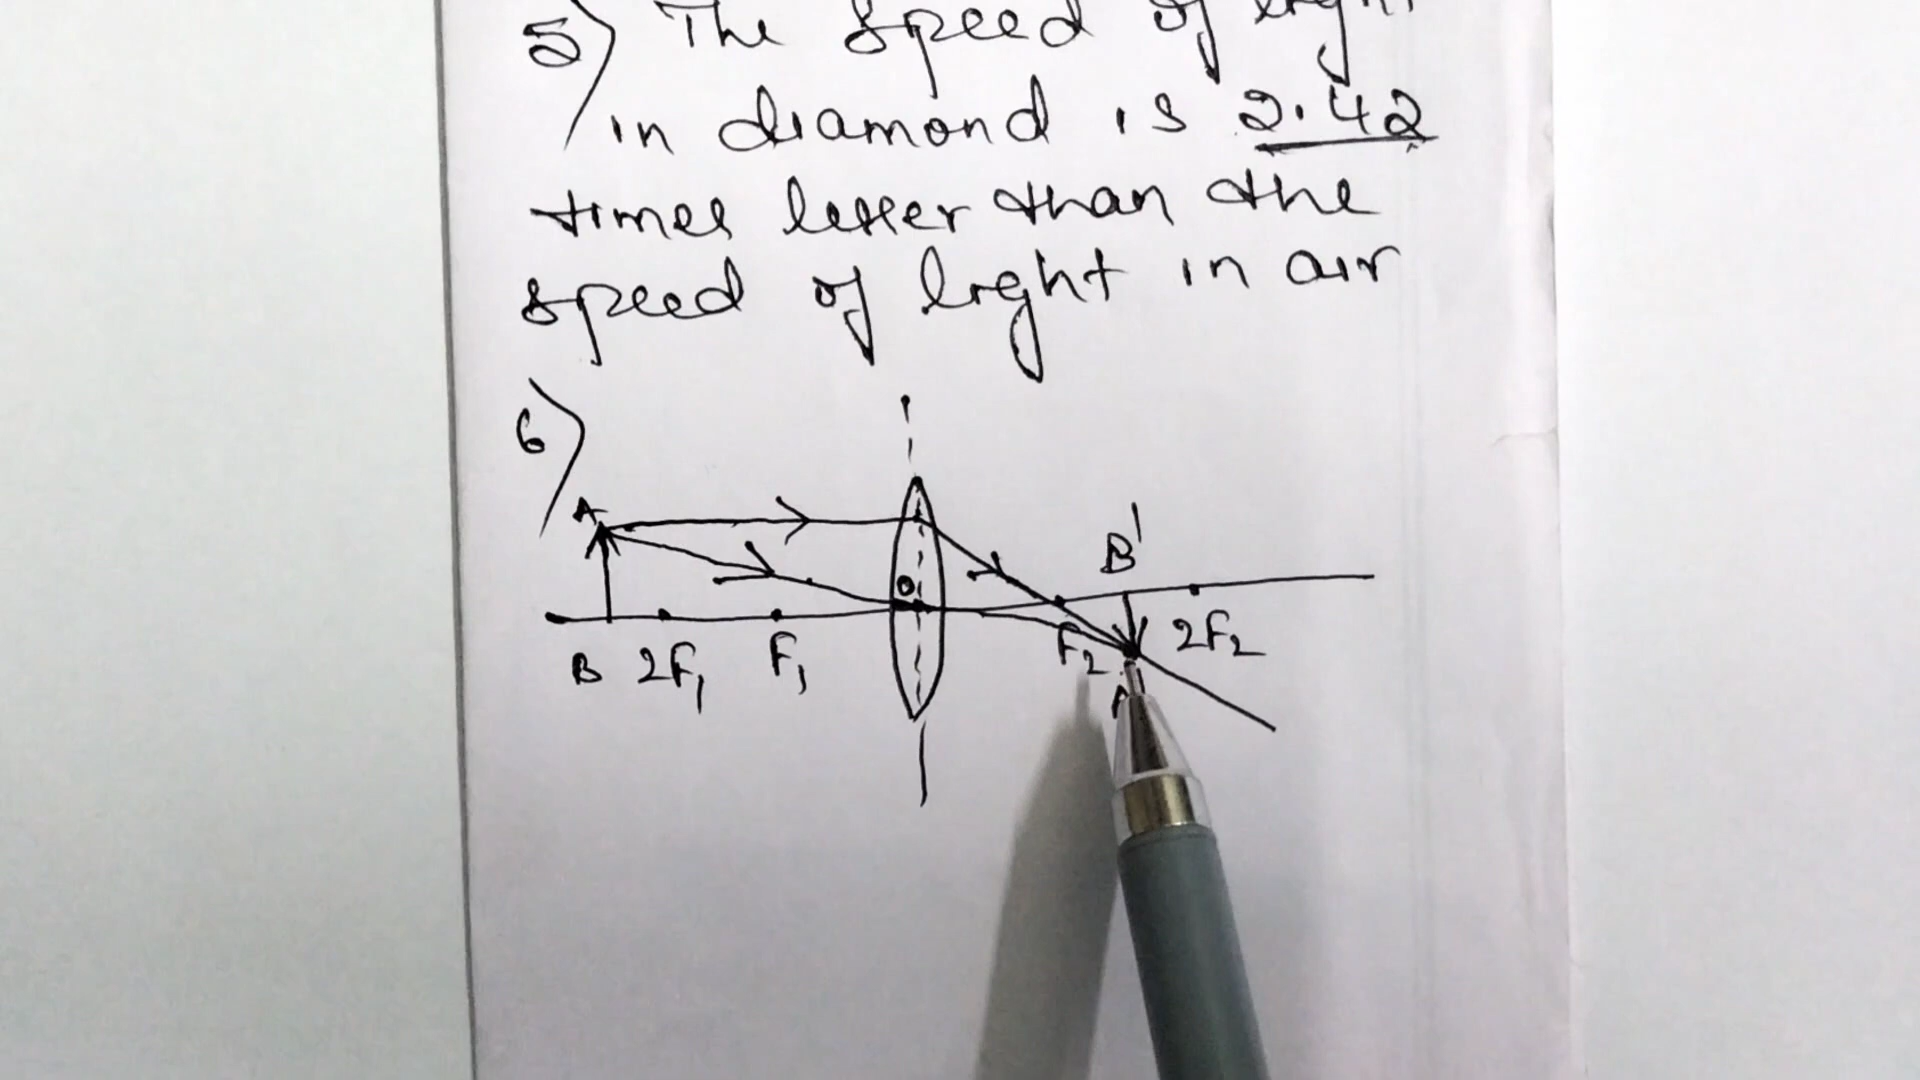 5) The speed of light
in diamond is 2.42
times lesser than the
speed of light in air
6)
A
B'
O
F2 2F2
B 2F1 F1
A